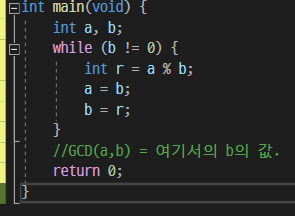 int main(void) {
int a, b;
while (b != 0) {
int r = a % b;
a = b;
b = r;
}
//GCD(a,b) = 여기서의 b의 값.
return 0;
}